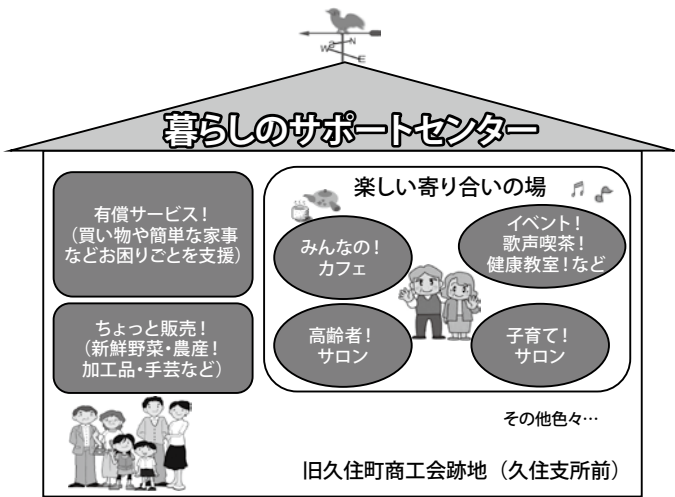 N
S
W
E
暮らしのサポートセンター
有償サービス！
（買い物や簡単な家事
などお困りごとを支援）
ちょっと販売！
（新鮮野菜・農産！
加工品・手芸など）
楽しい寄り合いの場
みんなの！
カフェ
イベント！
歌声喫茶！
健康教室！など
高齢者！
サロン
子育て！
サロン
その他色々…
旧久住町商工会跡地（久住支所前）